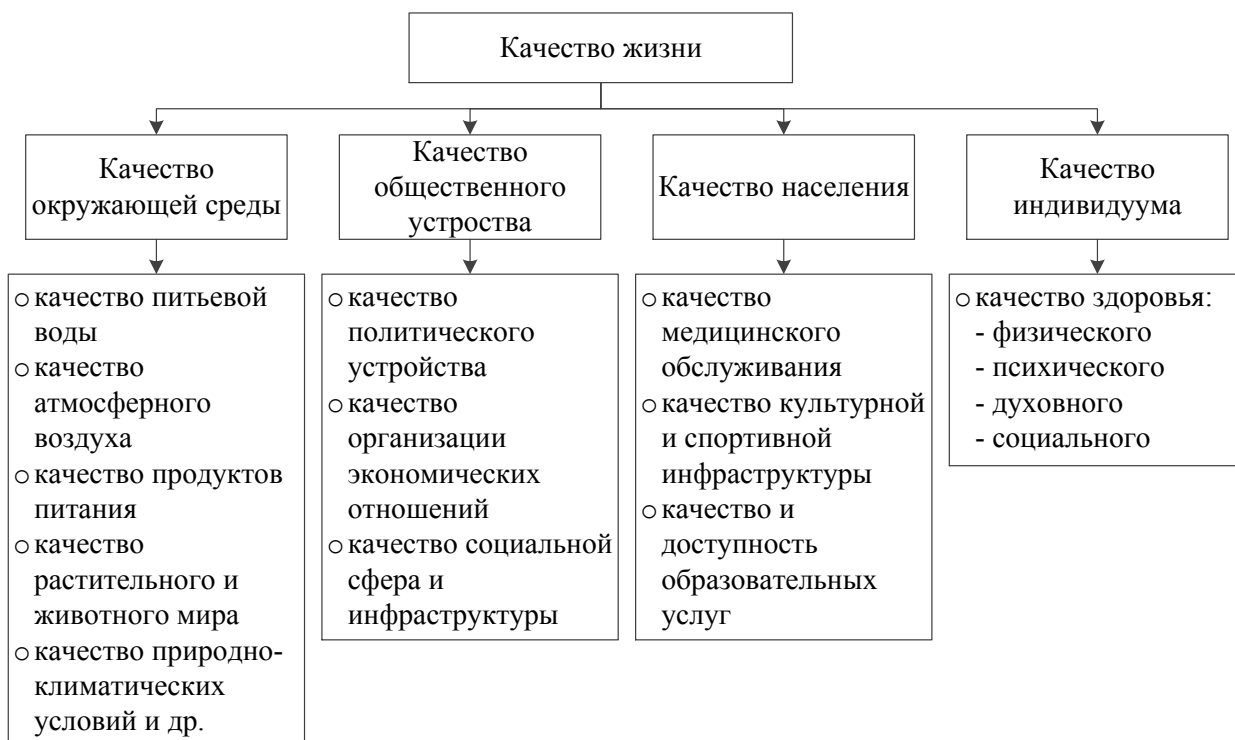 Качество жизни
Качество
окружающей среды
Качество
общественного
устроства
Качество населения
Качество
индивидуума
○ качество питьевой
воды
○ качество
атмосферного
воздуха
○ качество продуктов
питания
○ качество
растительного и
животного мира
○ качество природно-
климатических
условий и др.
○ качество
политического
устройства
○ качество
организации
экономических
отношений
○ качество социальной
сфера и
инфраструктуры
○ качество
медицинского
обслуживания
○ качество культурной
и спортивной
инфраструктуры
○ качество и
доступность
образовательных
услуг
○ качество здоровья:
- физического
- психического
- духовного
- социального